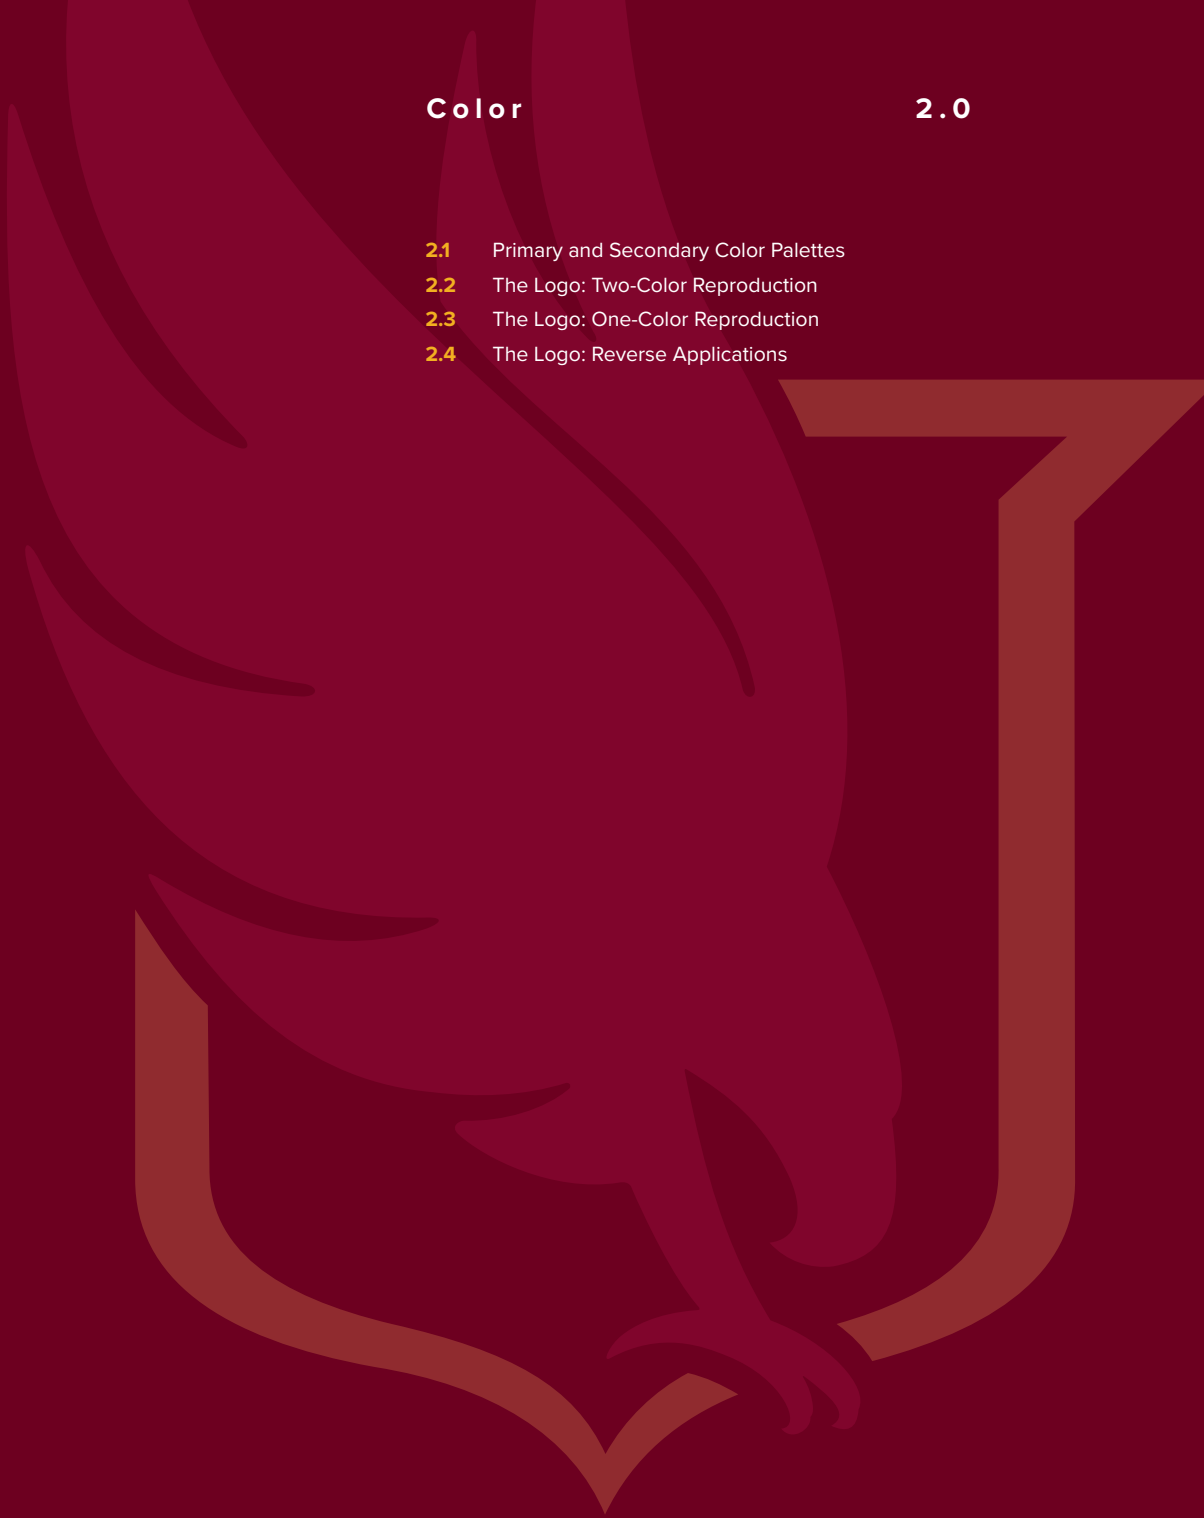 Color 2.0
2.1 Primary and Secondary Color Palettes
2.2 The Logo: Two-Color Reproduction
2.3 The Logo: One-Color Reproduction
2.4 The Logo: Reverse Applications